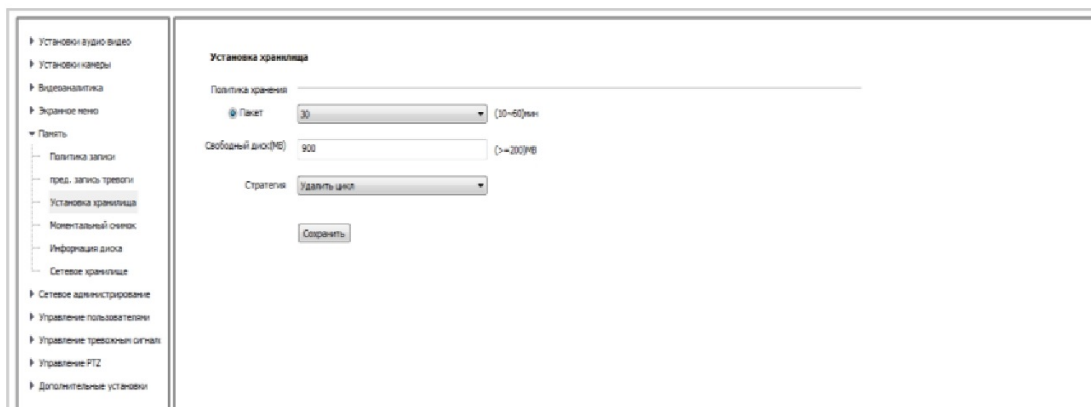 Установки аудио-видео
Установки камеры
Видеоаналитика
Экранное меню
Память
Политика записи
пред. запись тревоги
Установка хранилища
Моментальный снимок
Информация диска
Сетевое хранилище
Сетевое администрирование
Управление пользователями
Управление тревожным сигнало
Управление PTZ
Дополнительные установки
Установка хранилища
Политика хранения
Пакет 30 (10~60)мин
Свободный диск(МВ) 900 (>=200)MB
Стратегия Удалить цикл
Сохранить